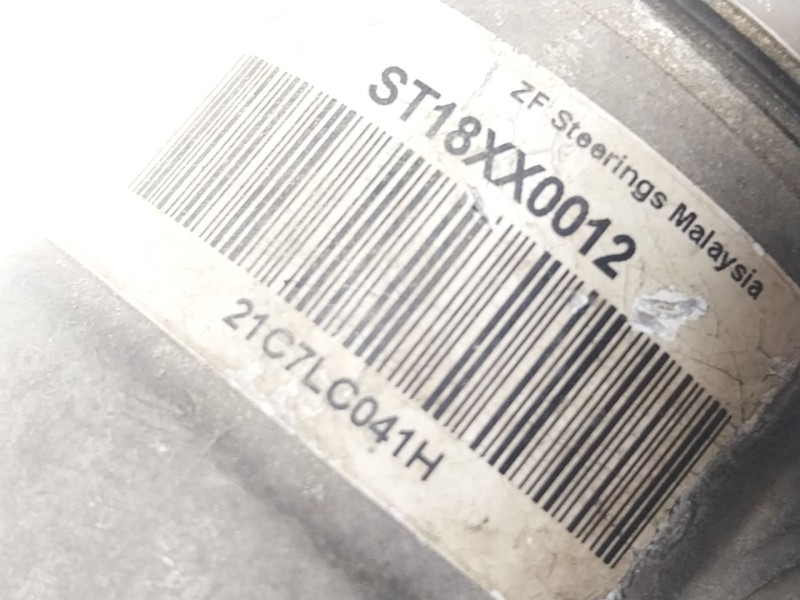 ZF Steerings Malaysia
ST18XX0012
21C7LC041H